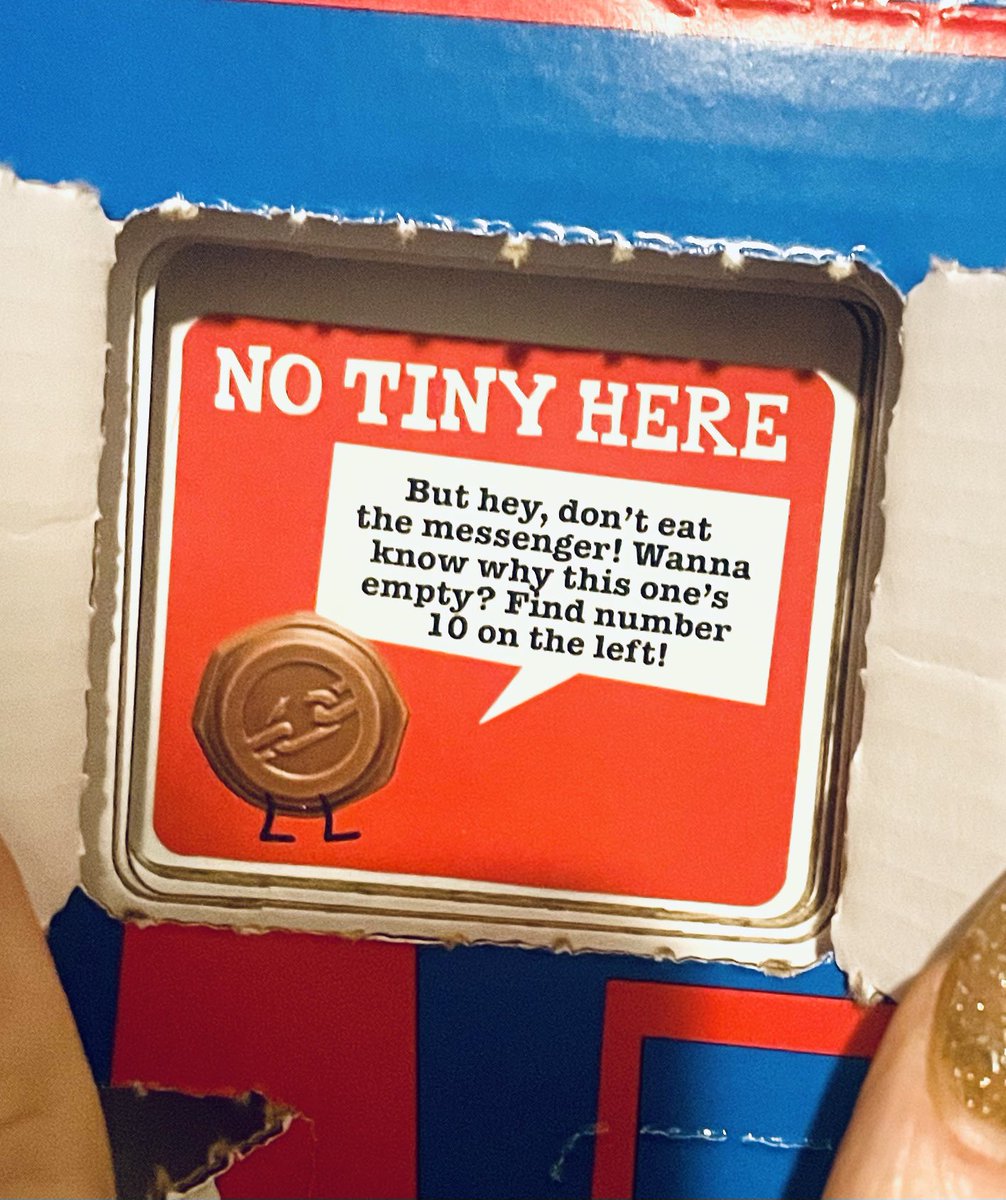 NO TINY HERE
But hey, don't eat
the messenger! Wanna
know why this one's
empty? Find number
10 on the left!